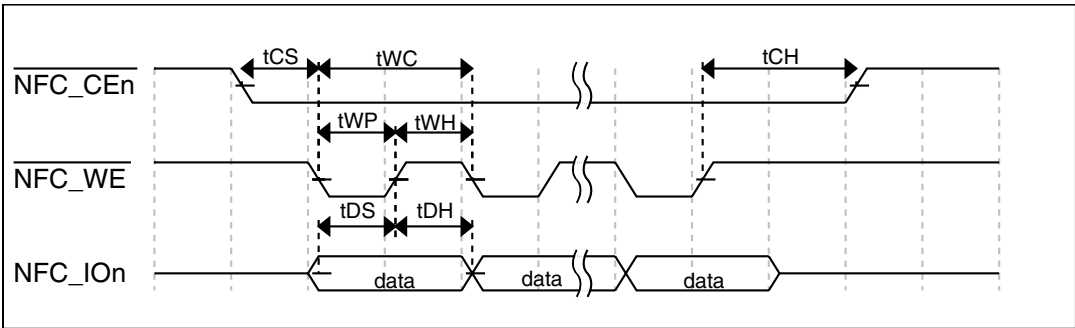 tCS tWC tCH
NFC_CEn
tWP tWH
NFC_WE
tDS tDH
NFC_IOn
data data data